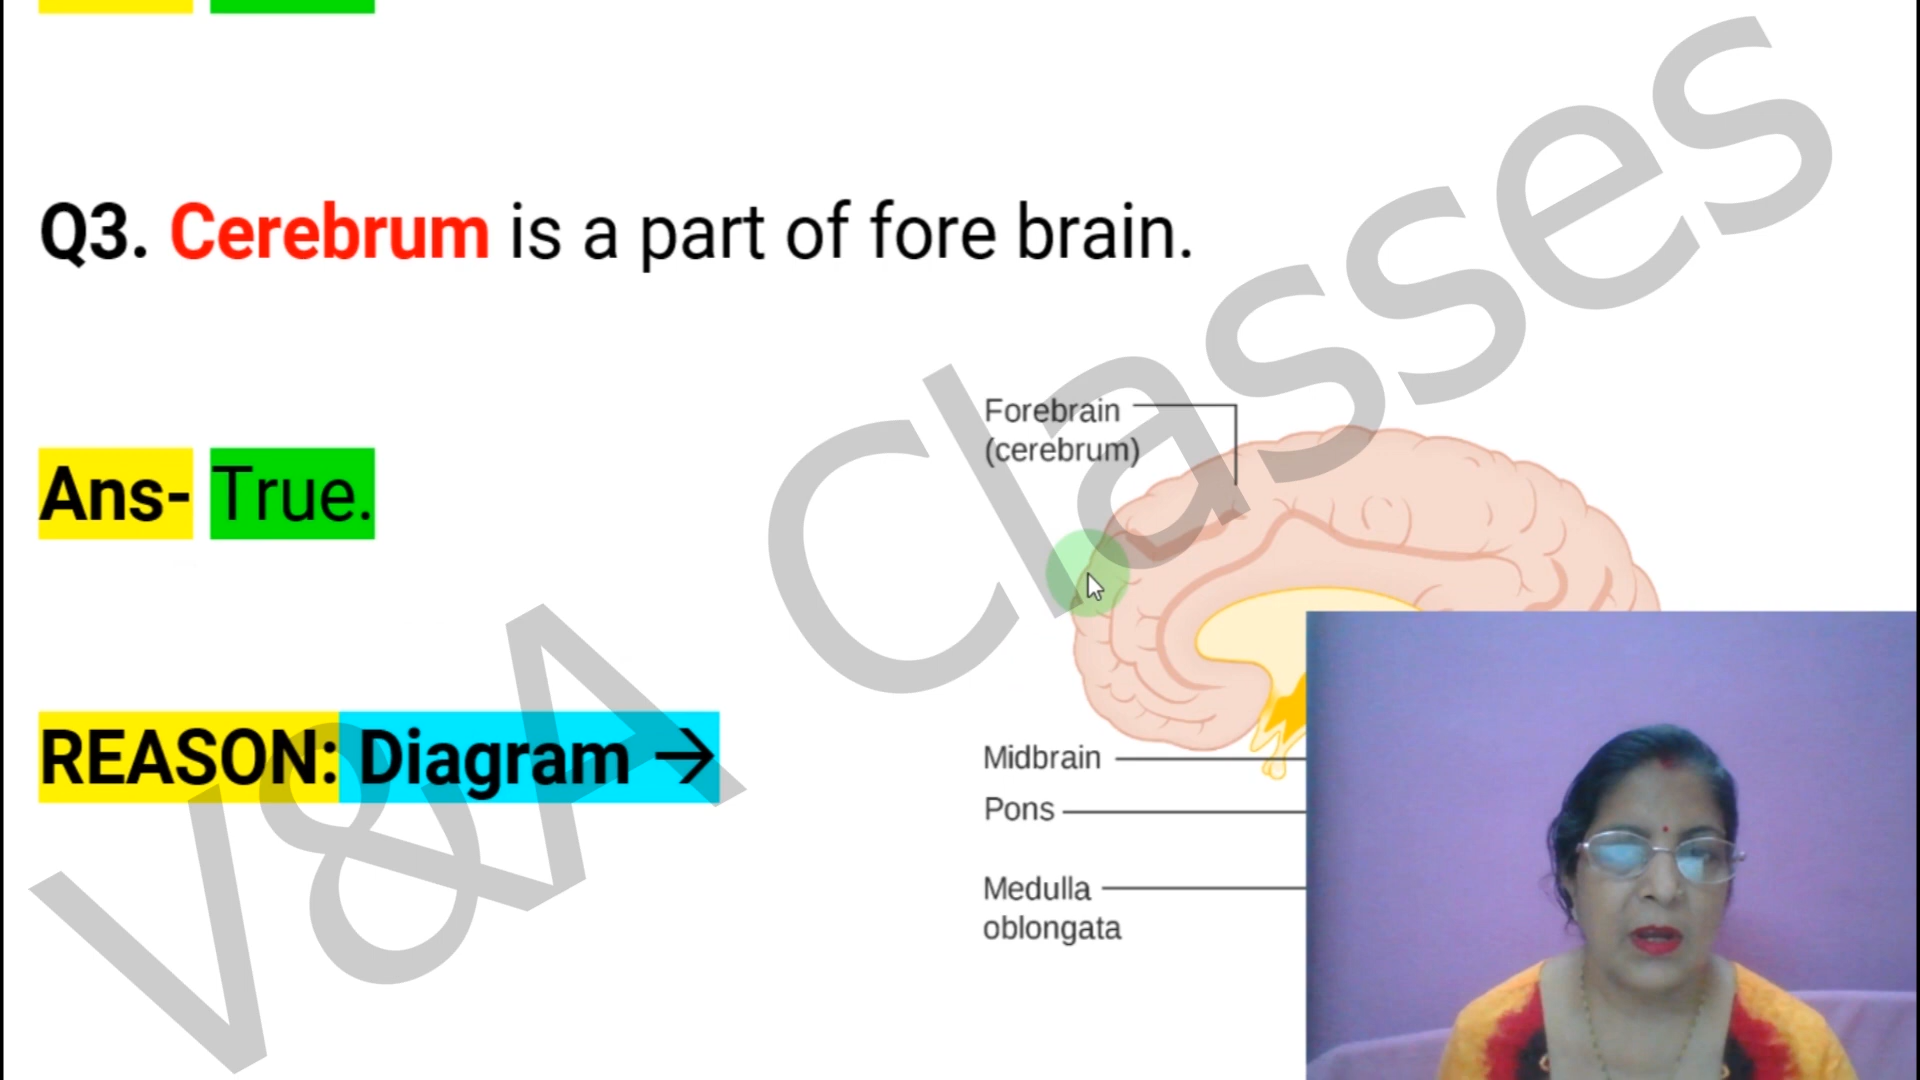 Q3. Cerebrum is a part of fore brain.
Ans- True.
REASON: Diagram →
Forebrain
(cerebrum)
Midbrain
Pons
Medulla
oblongata
V&A Classes